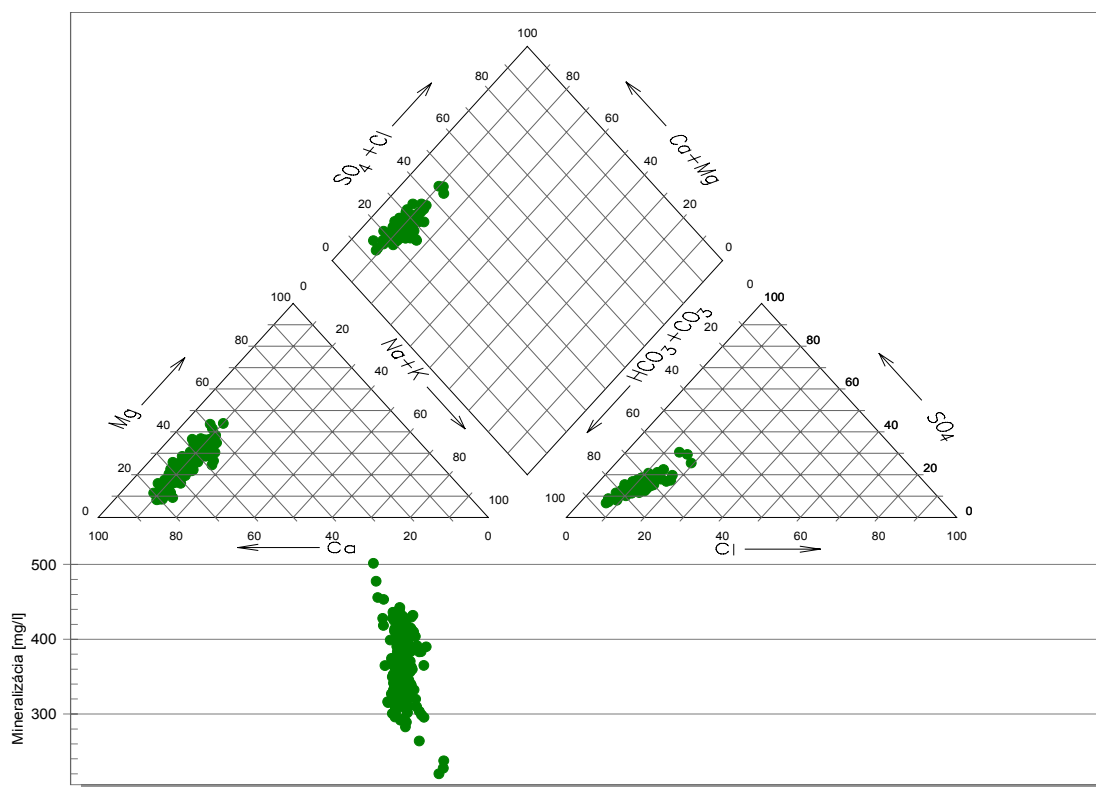 100
80 80
60 60
SO4+Cl Ca+Mg
40 40
20 20
0 0
0 0
100 100
20 20
80 80
Na+K HCO3+CO3
40 40
60 60
Mg SO4
40 60 60 40
20 80 80 20
0 100 100 0
100 80 60 40 20 0 0 20 40 60 80 100
Ca Cl
500
400
300
Mineralizácia [mg/l]